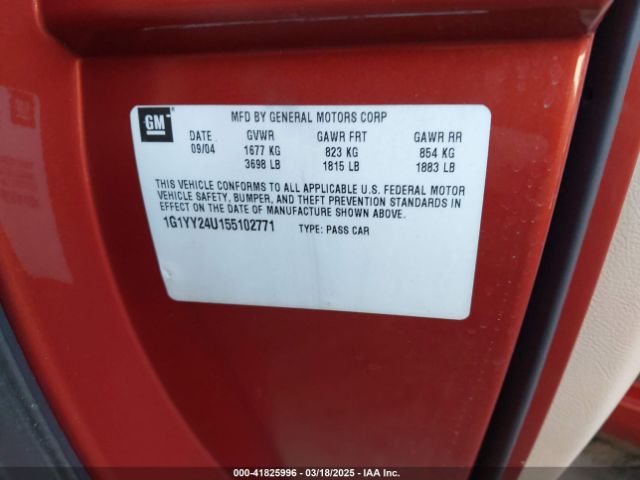 GM
MFD BY GENERAL MOTORS CORP
DATE GVWR GAWR FRT GAWR RR
09/04 1677 KG 823 KG 854 KG
3698 LB 1815 LB 1883 LB
THIS VEHICLE CONFORMS TO ALL APPLICABLE U.S. FEDERAL MOTOR
VEHICLE SAFETY, BUMPER, AND THEFT PREVENTION STANDARDS
IN EFFECT ON THE DATE OF MANUFACTURE SHOWN ABOVE.
1G1YY24U155102771 TYPE: PASS CAR
000-41825996 — 03/18/2025 — IAA Corp.